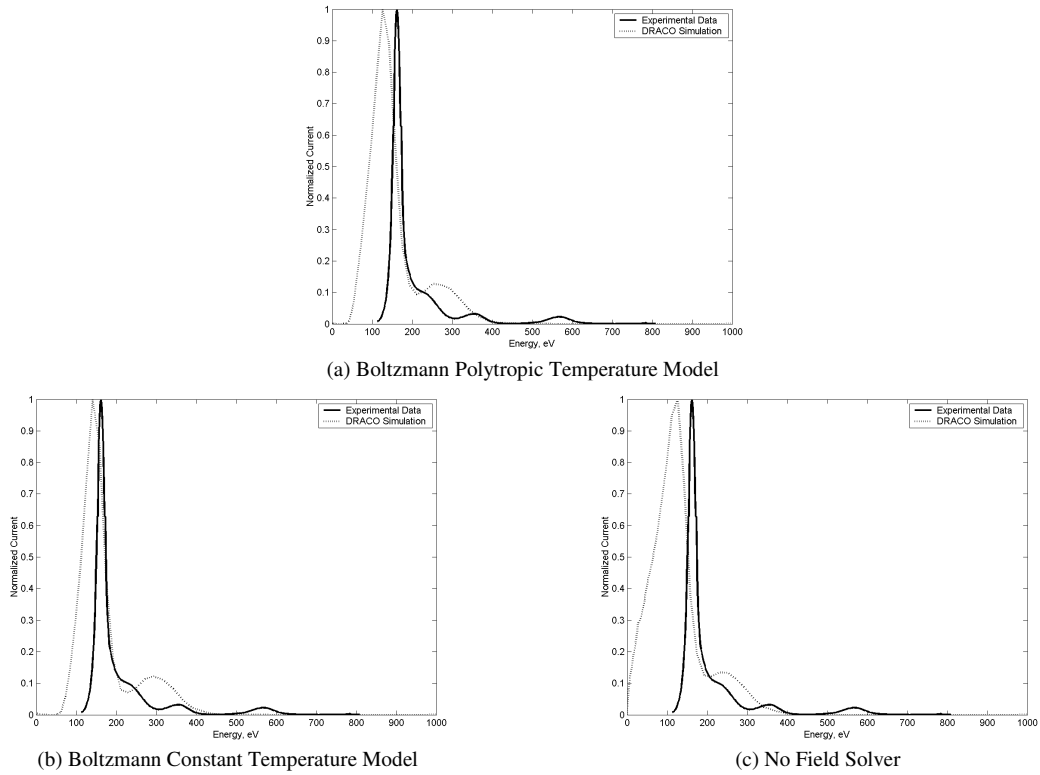 Experimental Data
DRACO Simulation
1
0.9
0.8
0.7
0.6
0.5
0.4
0.3
0.2
0.1
0
Normalized Current
0 100 200 300 400 500 600 700 800 900 1000
Energy, eV
(a) Boltzmann Polytropic Temperature Model
Experimental Data
DRACO Simulation
1
0.9
0.8
0.7
0.6
0.5
0.4
0.3
0.2
0.1
0
Normalized Current
0 100 200 300 400 500 600 700 800 900 1000
Energy, eV
(b) Boltzmann Constant Temperature Model
Experimental Data
DRACO Simulation
1
0.9
0.8
0.7
0.6
0.5
0.4
0.3
0.2
0.1
0
Normalized Current
0 100 200 300 400 500 600 700 800 900 1000
Energy, eV
(c) No Field Solver